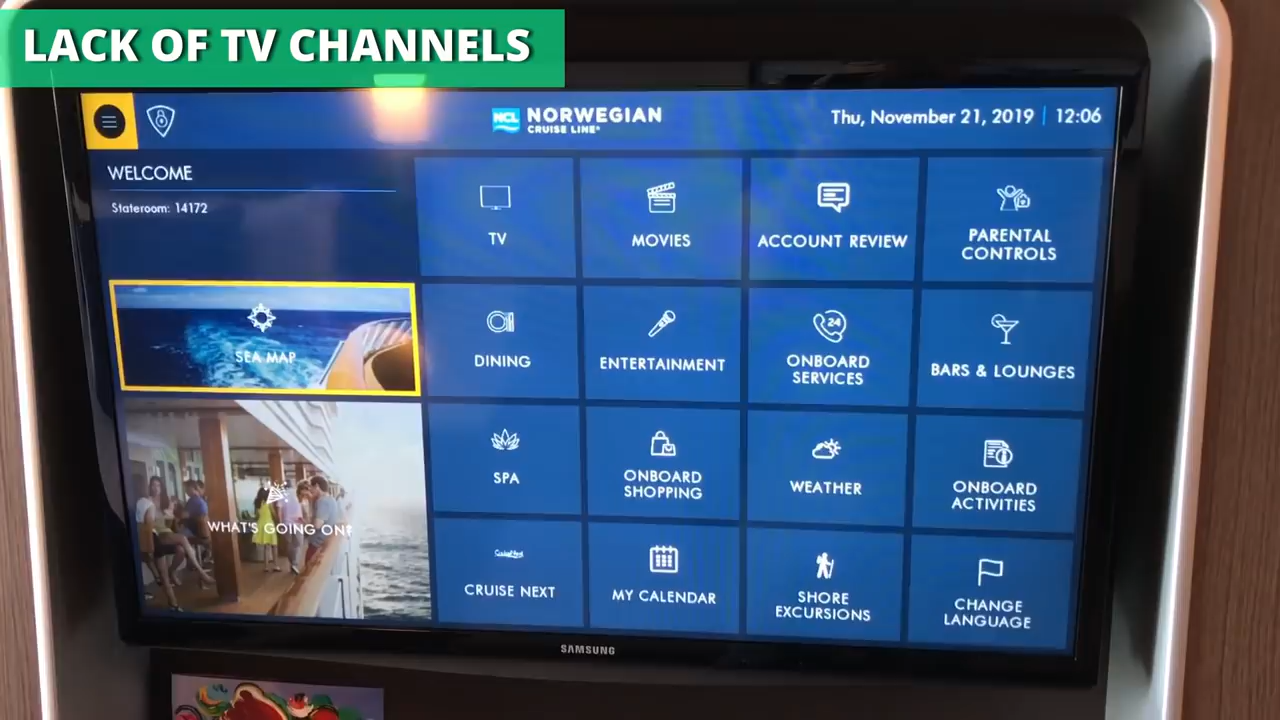 LACK OF TV CHANNELS
NCL NORWEGIAN
CRUISE LINE®
Thu, November 21, 2019 | 12:06
WELCOME
Stateroom: 14172
TV
MOVIES
ACCOUNT REVIEW
PARENTAL
CONTROLS
SEA MAP
DINING
ENTERTAINMENT
24
ONBOARD
SERVICES
BARS & LOUNGES
WHAT'S GOING ON?
SPA
ONBOARD
SHOPPING
WEATHER
ONBOARD
ACTIVITIES
CRUISE NEXT
MY CALENDAR
SHORE
EXCURSIONS
CHANGE
LANGUAGE
SAMSUNG